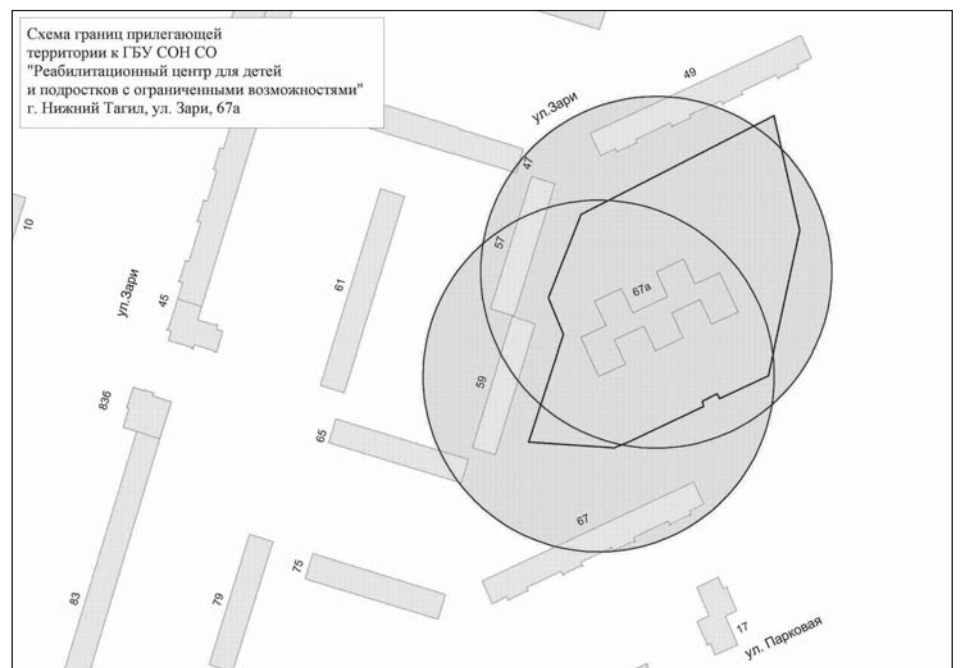 Схема границ прилегающей
территории к ГБУ СОН СО
"Реабилитационный центр для детей
и подростков с ограниченными возможностями"
г. Нижний Тагил, ул. Зари, 67а
49
ул.Зари
47
10
57
61
67а
ул.Зари
45
59
83б
65
67
75
83
79
17
ул. Парковая